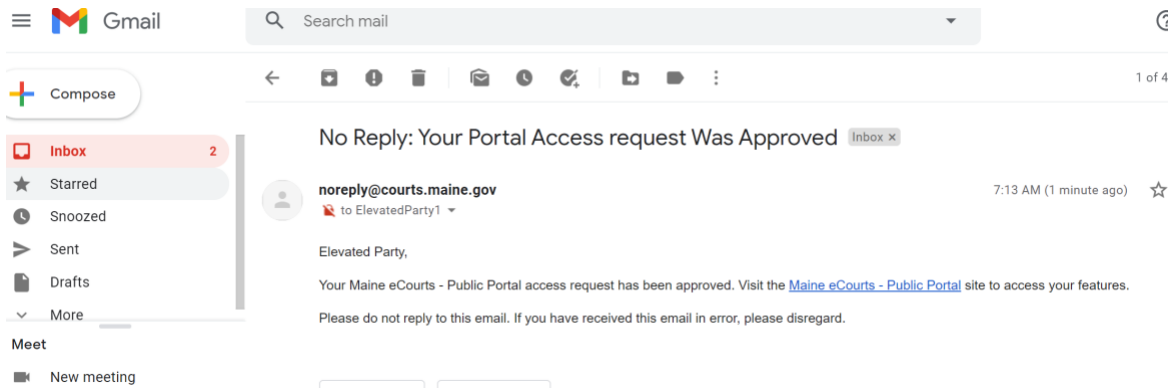 Gmail
Search mail
Compose
1 of 4
No Reply: Your Portal Access request Was Approved Inbox ×
Inbox 2
Starred
noreply@courts.maine.gov 7:13 AM (1 minute ago)
to ElevatedParty1
Snoozed
Elevated Party,
Sent
Your Maine eCourts - Public Portal access request has been approved. Visit the Maine eCourts - Public Portal site to access your features.
Drafts
Please do not reply to this email. If you have received this email in error, please disregard.
More
Meet
New meeting